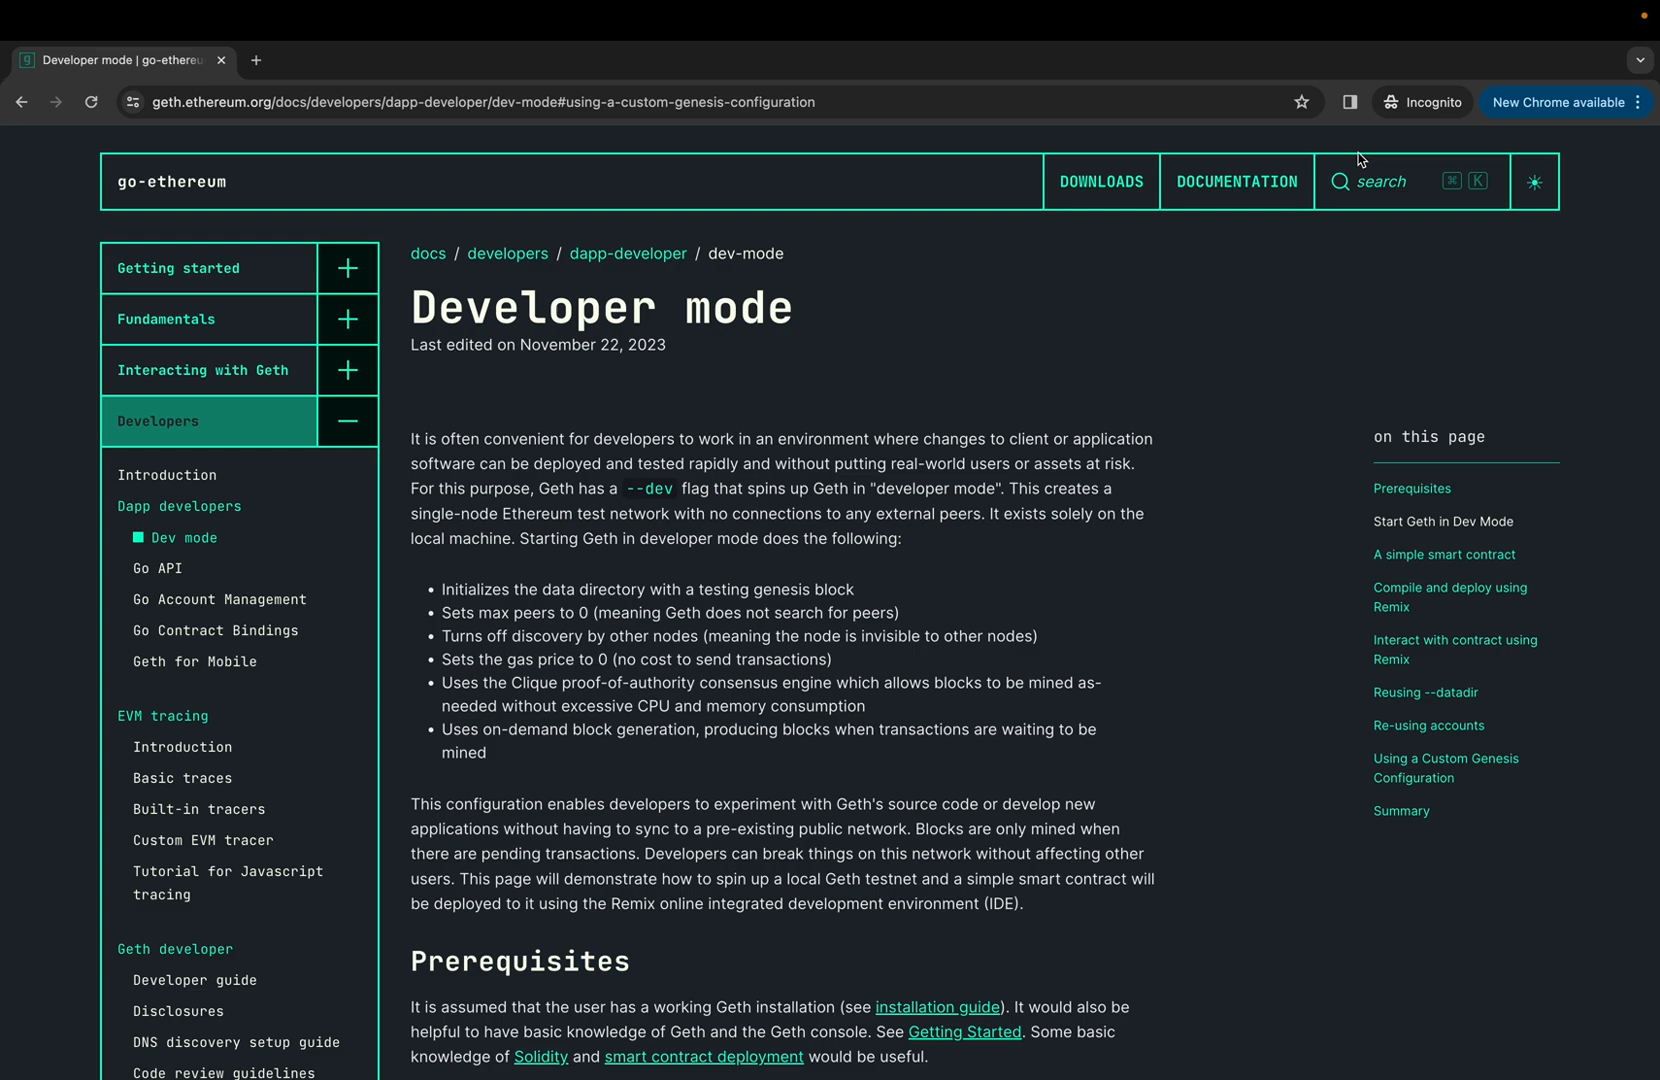 Developer mode | go-ethereu
geth.ethereum.org/docs/developers/dapp-developer/dev-mode#using-a-custom-genesis-configuration
Incognito
New Chrome available
go-ethereum
DOWNLOADS
DOCUMENTATION
search
⌘ K
Getting started
Fundamentals
Interacting with Geth
Developers
Introduction
Dapp developers
Dev mode
Go API
Go Account Management
Go Contract Bindings
Geth for Mobile
EVM tracing
Introduction
Basic traces
Built-in tracers
Custom EVM tracer
Tutorial for Javascript
tracing
Geth developer
Developer guide
Disclosures
DNS discovery setup guide
Code review guidelines
docs / developers / dapp-developer / dev-mode
Developer mode
Last edited on November 22, 2023
It is often convenient for developers to work in an environment where changes to client or application
software can be deployed and tested rapidly and without putting real-world users or assets at risk.
For this purpose, Geth has a --dev flag that spins up Geth in "developer mode". This creates a
single-node Ethereum test network with no connections to any external peers. It exists solely on the
local machine. Starting Geth in developer mode does the following:
• Initializes the data directory with a testing genesis block
• Sets max peers to 0 (meaning Geth does not search for peers)
• Turns off discovery by other nodes (meaning the node is invisible to other nodes)
• Sets the gas price to 0 (no cost to send transactions)
• Uses the Clique proof-of-authority consensus engine which allows blocks to be mined as-
needed without excessive CPU and memory consumption
• Uses on-demand block generation, producing blocks when transactions are waiting to be
mined
This configuration enables developers to experiment with Geth's source code or develop new
applications without having to sync to a pre-existing public network. Blocks are only mined when
there are pending transactions. Developers can break things on this network without affecting other
users. This page will demonstrate how to spin up a local Geth testnet and a simple smart contract will
be deployed to it using the Remix online integrated development environment (IDE).
Prerequisites
It is assumed that the user has a working Geth installation (see installation guide). It would also be
helpful to have basic knowledge of Geth and the Geth console. See Getting Started. Some basic
knowledge of Solidity and smart contract deployment would be useful.
on this page
Prerequisites
Start Geth in Dev Mode
A simple smart contract
Compile and deploy using
Remix
Interact with contract using
Remix
Reusing --datadir
Re-using accounts
Using a Custom Genesis
Configuration
Summary